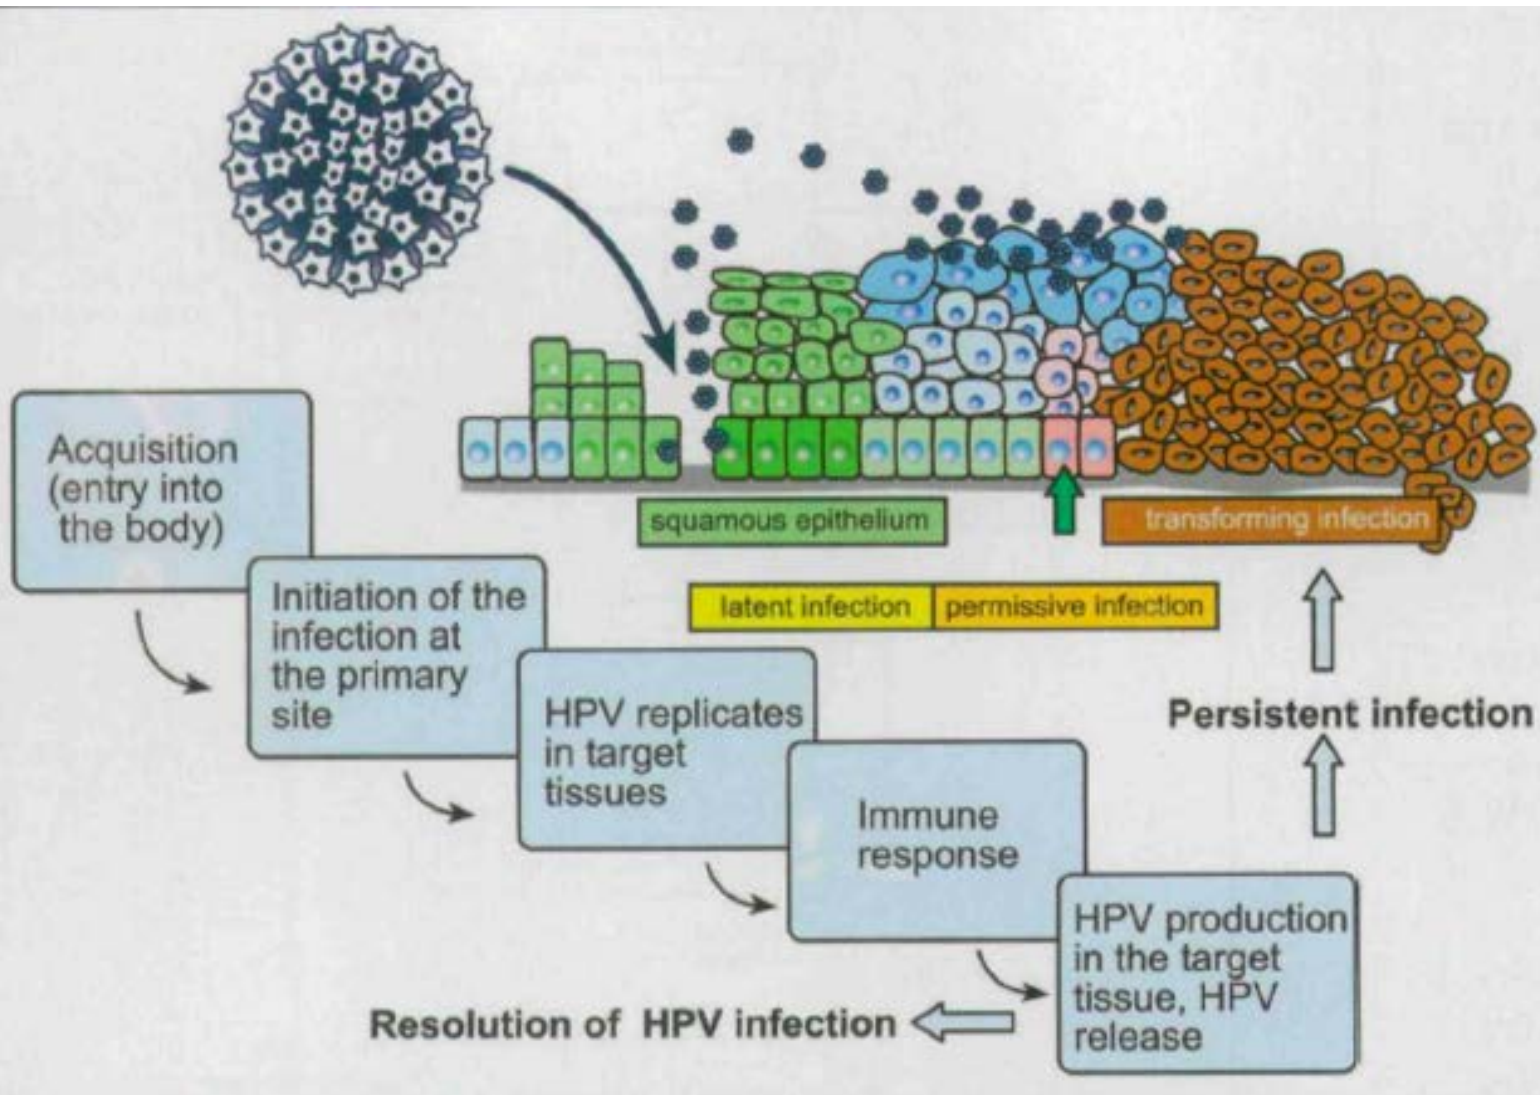 squamous epithelium
transforming infection
latent infection
permissive infection
Acquisition
(entry into
the body)
Initiation of the
infection at
the primary
site
HPV replicates
in target
tissues
Immune
response
HPV production
in the target
tissue, HPV
release
Persistent infection
Resolution of HPV infection